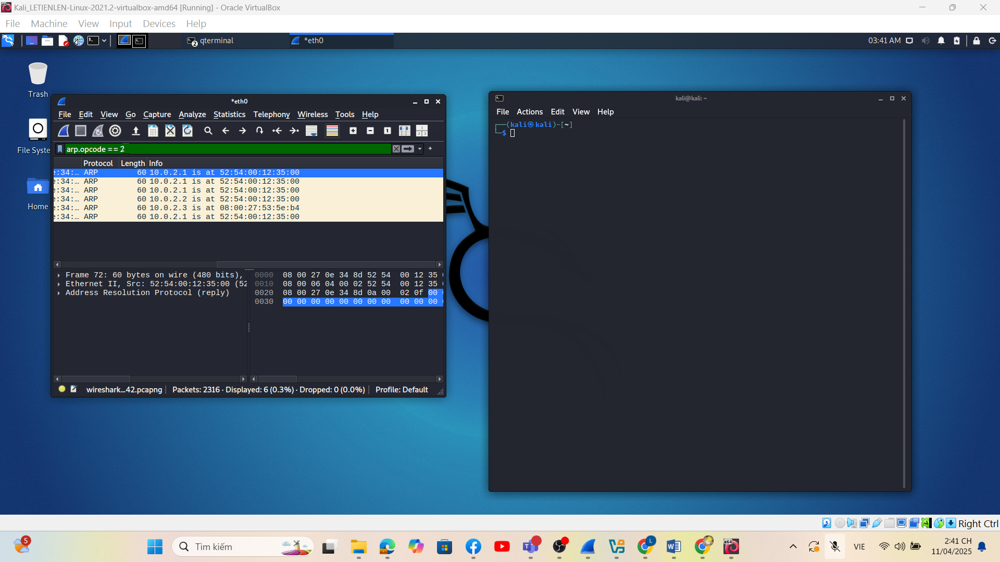 Kali_LETIENLEN-Linux-2021.2-virtualbox-amd64 [Running] - Oracle VirtualBox
File Machine View Input Devices Help
qterminal
2
*eth0
03:41 AM
Trash
File Syste
Home
*eth0
File Edit View Go Capture Analyze Statistics Telephony Wireless Tools Help
arp.opcode == 2
Protocol Length Info
e:34:… ARP 60 10.0.2.1 is at 52:54:00:12:35:00
e:34:… ARP 60 10.0.2.1 is at 52:54:00:12:35:00
e:34:… ARP 60 10.0.2.1 is at 52:54:00:12:35:00
e:34:… ARP 60 10.0.2.2 is at 52:54:00:12:35:00
e:34:… ARP 60 10.0.2.3 is at 08:00:27:53:5e:b4
e:34:… ARP 60 10.0.2.1 is at 52:54:00:12:35:00
Frame 72: 60 bytes on wire (480 bits),
Ethernet II, Src: 52:54:00:12:35:00 (52
Address Resolution Protocol (reply)
0000 08 00 27 0e 34 8d 52 54 00 12 35
0010 08 00 06 04 00 02 52 54 00 12 35
0020 08 00 27 0e 34 8d 0a 00 02 0f 00
0030 00 00 00 00 00 00 00 00 00 00 00
wireshark…42.pcapng
Packets: 2316 · Displayed: 6 (0.3%) · Dropped: 0 (0.0%)
Profile: Default
kali@kali: ~
File Actions Edit View Help
┌──(kali㉿kali)-[~]
└─$
Right Ctrl
5
Tìm kiếm
L
x64
VIE
2:41 CH
11/04/2025